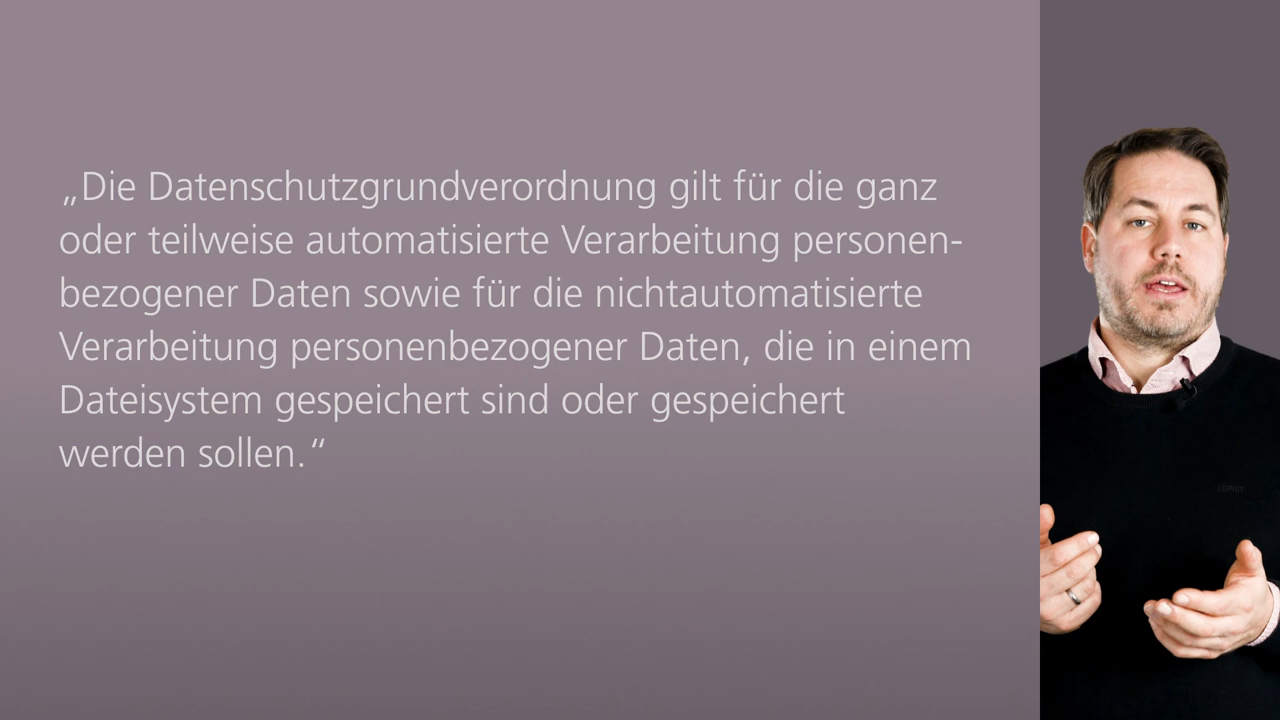 „Die Datenschutzgrundverordnung gilt für die ganz
oder teilweise automatisierte Verarbeitung personen-
bezogener Daten sowie für die nichtautomatisierte
Verarbeitung personenbezogener Daten, die in einem
Dateisystem gespeichert sind oder gespeichert
werden sollen.“